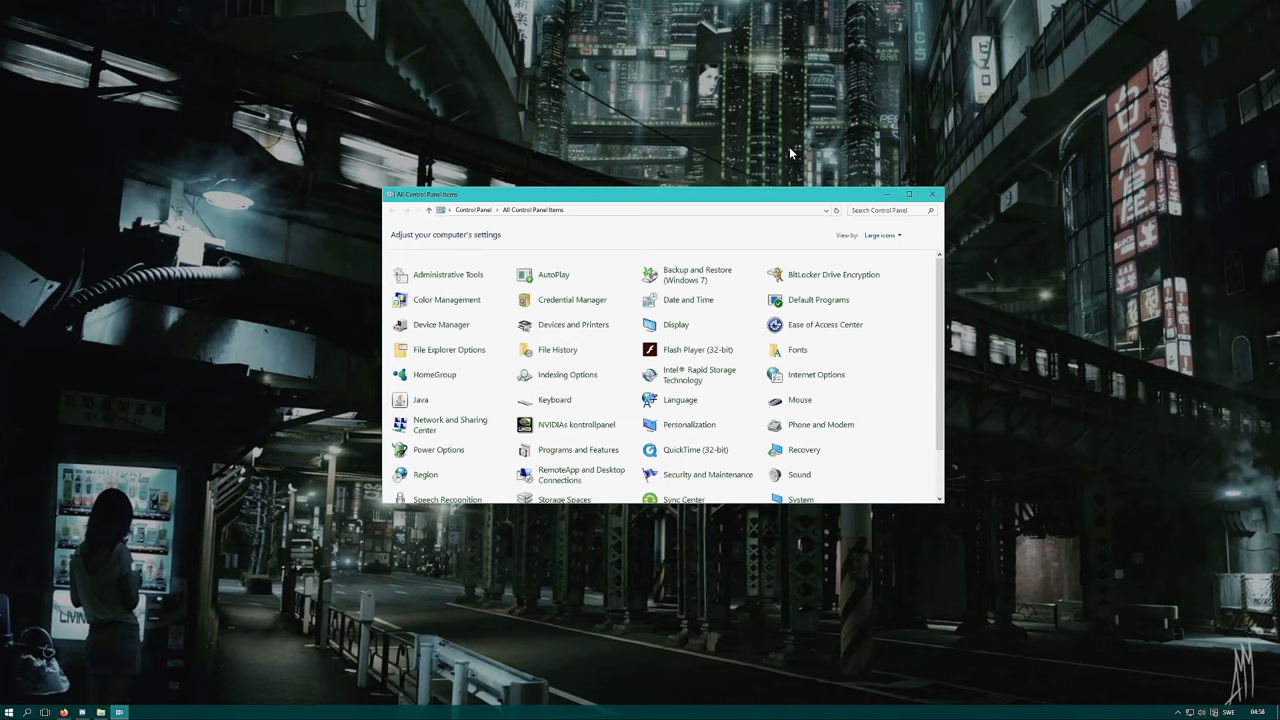 All Control Panel Items
Control Panel > All Control Panel Items
Search Control Panel
Adjust your computer's settings
View by: Large icons
Administrative Tools
AutoPlay
Backup and Restore
(Windows 7)
BitLocker Drive Encryption
Color Management
Credential Manager
Date and Time
Default Programs
Device Manager
Devices and Printers
Display
Ease of Access Center
File Explorer Options
File History
Flash Player (32-bit)
Fonts
HomeGroup
Indexing Options
Intel® Rapid Storage
Technology
Internet Options
Java
Keyboard
Language
Mouse
Network and Sharing
Center
NVIDIAs kontrollpanel
Personalization
Phone and Modem
Power Options
Programs and Features
QuickTime (32-bit)
Recovery
Region
RemoteApp and Desktop
Connections
Security and Maintenance
Sound
Speech Recognition
Storage Spaces
Sync Center
System
SWE
04:58